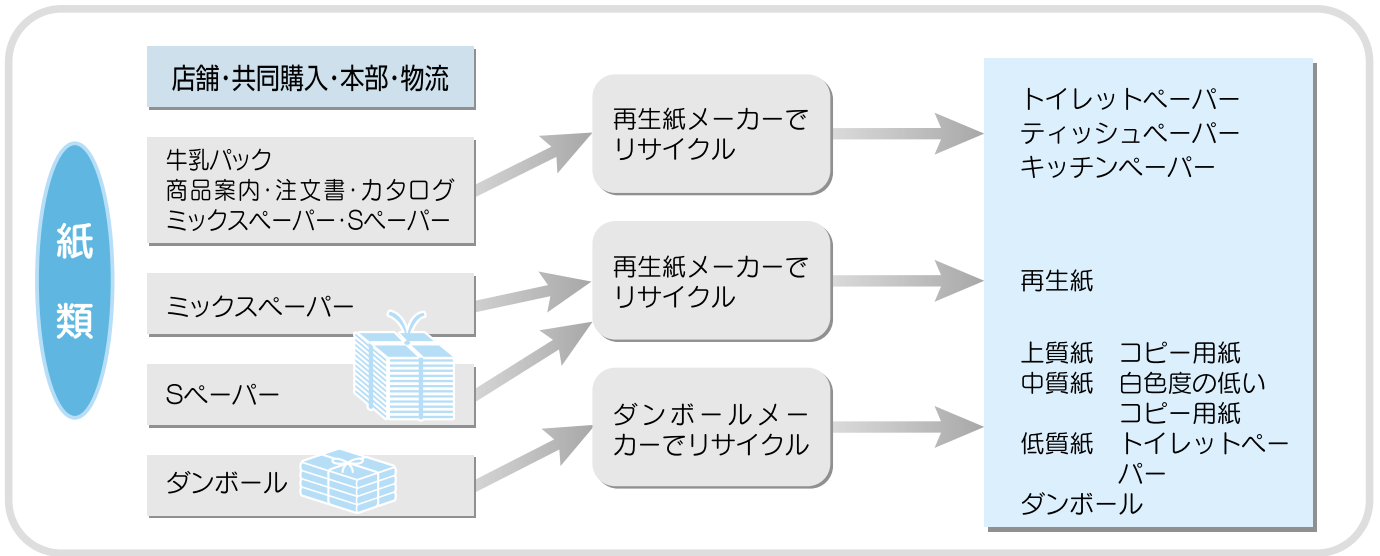 紙類
店舗・共同購入・本部・物流
牛乳パック
商品案内・注文書・カタログ
ミックスペーパー・Sペーパー
ミックスペーパー
Sペーパー
ダンボール
再生紙メーカーで
リサイクル
再生紙メーカーで
リサイクル
ダンボールメー
カーでリサイクル
トイレットペーパー
ティッシュペーパー
キッチンペーパー
再生紙
上質紙 コピー用紙
中質紙 白色度の低い
コピー用紙
低質紙 トイレットペー
パー
ダンボール